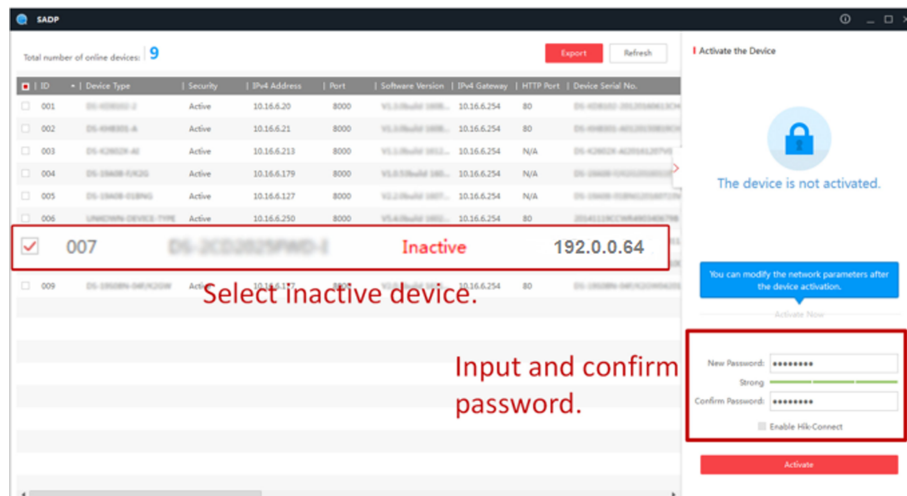 SADP
Total number of online devices: 9
Export
Refresh
ID | Device Type | Security | IPv4 Address | Port | Software Version | IPv4 Gateway | HTTP Port | Device Serial No.
001 Active 10.16.6.20 8000 10.16.6.254 80
002 Active 10.16.6.21 8000 10.16.6.254 80
003 Active 10.16.6.213 8000 10.16.6.254 N/A
004 Active 10.16.6.179 8000 10.16.6.254 N/A
005 Active 10.16.6.127 8000 10.16.6.254 N/A
006 Active 10.16.6.250 8000 10.16.6.254 80
007 Inactive 192.0.0.64
009 8000 10.16.6.254 80
Select inactive device.
Input and confirm
password.
Activate the Device
The device is not activated.
You can modify the network parameters after
the device activation.
Activate Now
New Password: ••••••••
Strong
Confirm Password: ••••••••
Enable Hik-Connect
Activate